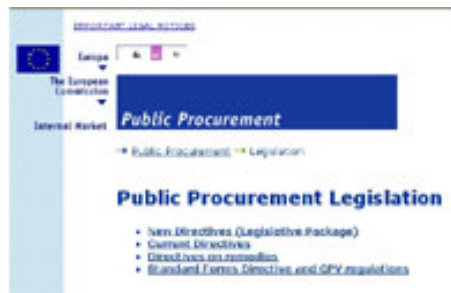 IMPORTANT LEGAL NOTICES
Europa
The European
Commission
Internal Market
Public Procurement
Public Procurement Legislation
Public Procurement Legislation
New Directives (Legislative Package)
Current Directives
Directives on remedies
Standard Forms Directive and CPV regulations